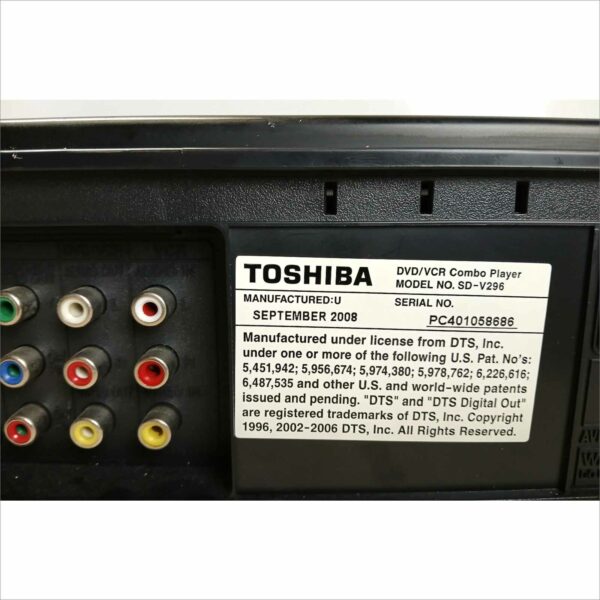 TOSHIBA
DVD/VCR Combo Player
MODEL NO. SD-V296
MANUFACTURED:U
SERIAL NO.
SEPTEMBER 2008
PC401058686
Manufactured under license from DTS, Inc.
under one or more of the following U.S. Pat. No's:
5,451,942; 5,956,674; 5,974,380; 5,978,762; 6,226,616;
6,487,535 and other U.S. and world-wide patents
issued and pending. "DTS" and "DTS Digital Out"
are registered trademarks of DTS, Inc. Copyright
1996, 2002-2006 DTS, Inc. All Rights Reserved.